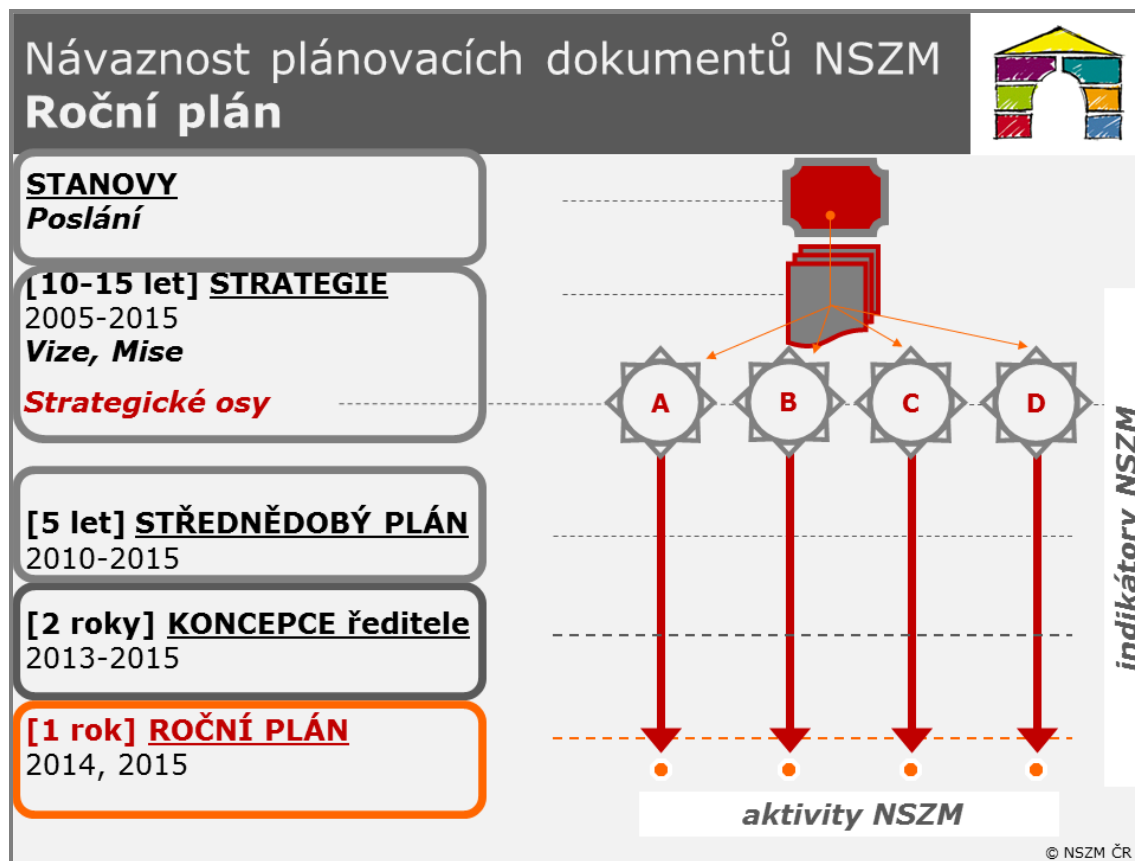 Návaznost plánovacích dokumentů NSZM
Roční plán
STANOVY
Poslání
[10-15 let] STRATEGIE
2005-2015
Vize, Mise
Strategické osy
A
B
C
D
[5 let] STŘEDNĚDOBÝ PLÁN
2010-2015
[2 roky] KONCEPCE ředitele
2013-2015
[1 rok] ROČNÍ PLÁN
2014, 2015
indikátory NSZM
aktivity NSZM
© NSZM ČR